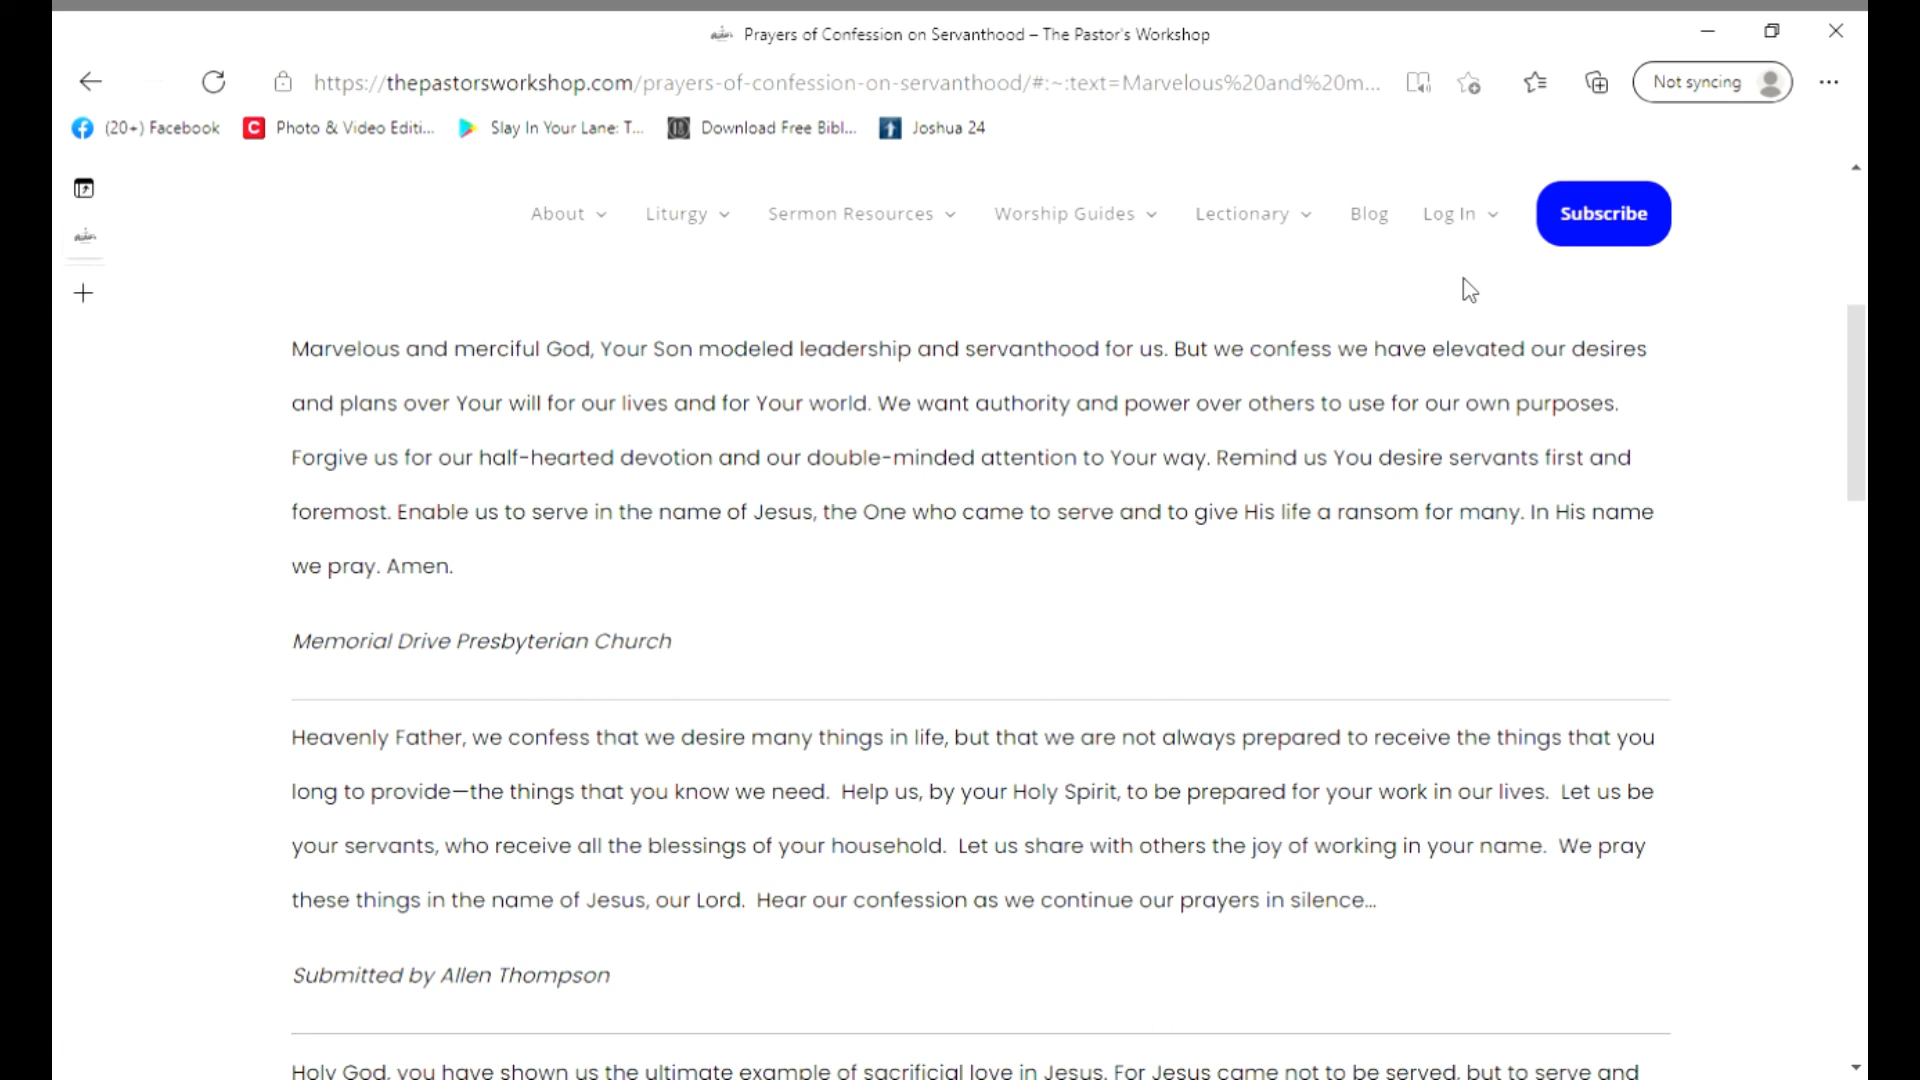 Prayers of Confession on Servanthood – The Pastor's Workshop
https://thepastorsworkshop.com/prayers-of-confession-on-servanthood/#:~:text=Marvelous%20and%20m...
Not syncing
(20+) Facebook
Photo & Video Editi...
Slay In Your Lane: T...
Download Free Bibl...
Joshua 24
About
Liturgy
Sermon Resources
Worship Guides
Lectionary
Blog
Log In
Subscribe
Marvelous and merciful God, Your Son modeled leadership and servanthood for us. But we confess we have elevated our desires
and plans over Your will for our lives and for Your world. We want authority and power over others to use for our own purposes.
Forgive us for our half-hearted devotion and our double-minded attention to Your way. Remind us You desire servants first and
foremost. Enable us to serve in the name of Jesus, the One who came to serve and to give His life a ransom for many. In His name
we pray. Amen.
Memorial Drive Presbyterian Church
Heavenly Father, we confess that we desire many things in life, but that we are not always prepared to receive the things that you
long to provide—the things that you know we need.  Help us, by your Holy Spirit, to be prepared for your work in our lives.  Let us be
your servants, who receive all the blessings of your household.  Let us share with others the joy of working in your name.  We pray
these things in the name of Jesus, our Lord.  Hear our confession as we continue our prayers in silence...
Submitted by Allen Thompson
Holy God, you have shown us the ultimate example of sacrificial love in Jesus. For Jesus came not to be served, but to serve and